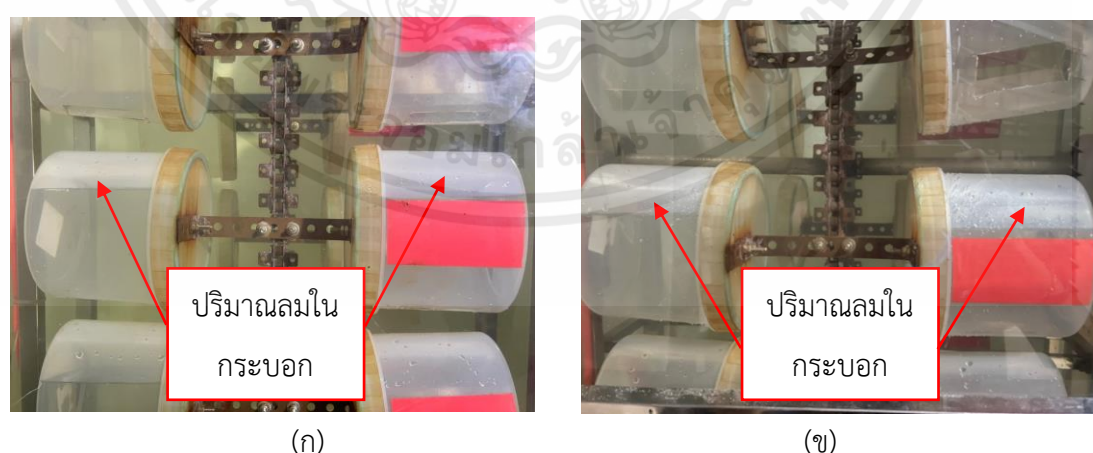 ปริมาณลมใน
กระบอก
ปริมาณลมใน
กระบอก
(ก)
(ข)